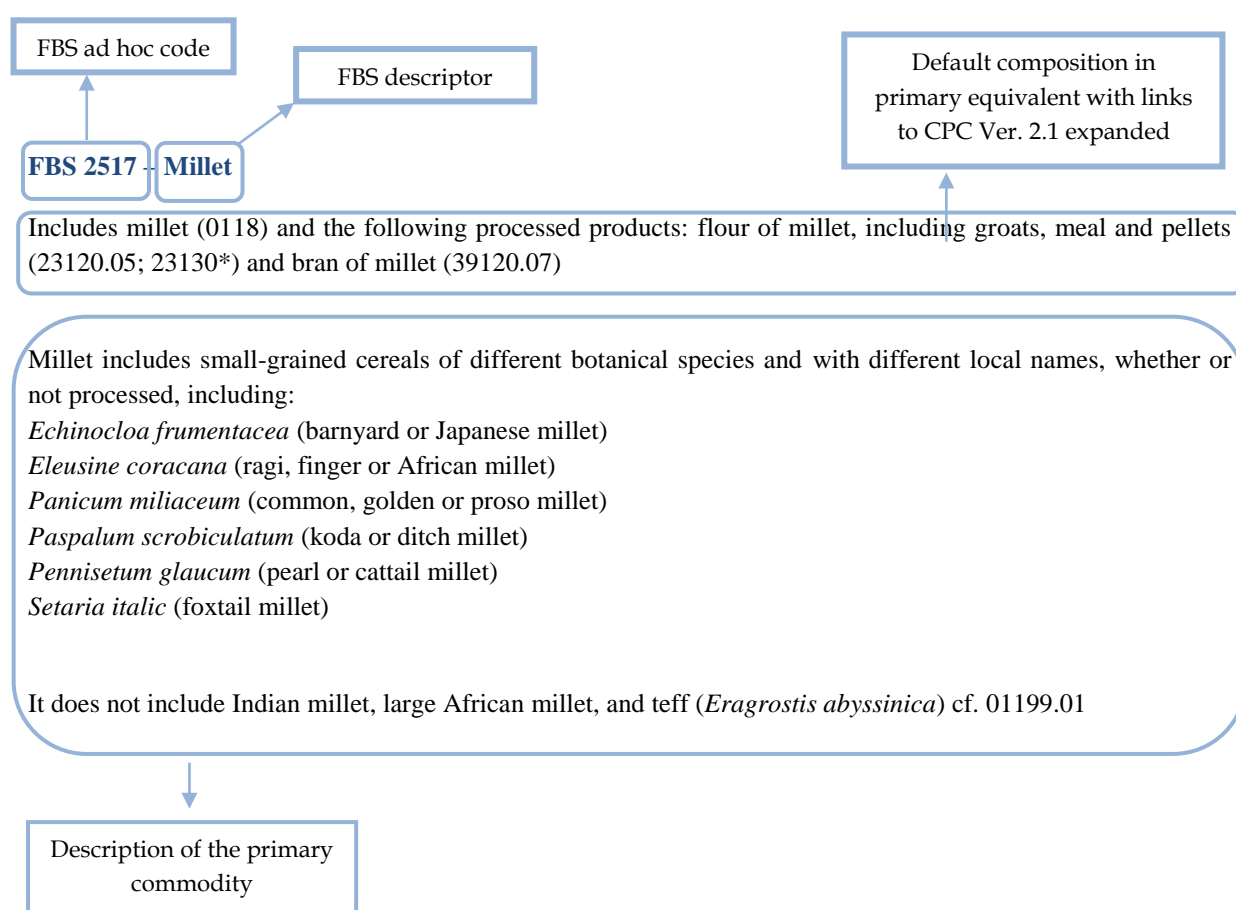 FBS ad hoc code
FBS descriptor
Default composition in
primary equivalent with links
to CPC Ver. 2.1 expanded
FBS 2517 – Millet
Includes millet (0118) and the following processed products: flour of millet, including groats, meal and pellets
(23120.05; 23130*) and bran of millet (39120.07)
Millet includes small-grained cereals of different botanical species and with different local names, whether or
not processed, including:
Echinocloa frumentacea (barnyard or Japanese millet)
Eleusine coracana (ragi, finger or African millet)
Panicum miliaceum (common, golden or proso millet)
Paspalum scrobiculatum (koda or ditch millet)
Pennisetum glaucum (pearl or cattail millet)
Setaria italic (foxtail millet)
It does not include Indian millet, large African millet, and teff (Eragrostis abyssinica) cf. 01199.01
Description of the primary
commodity